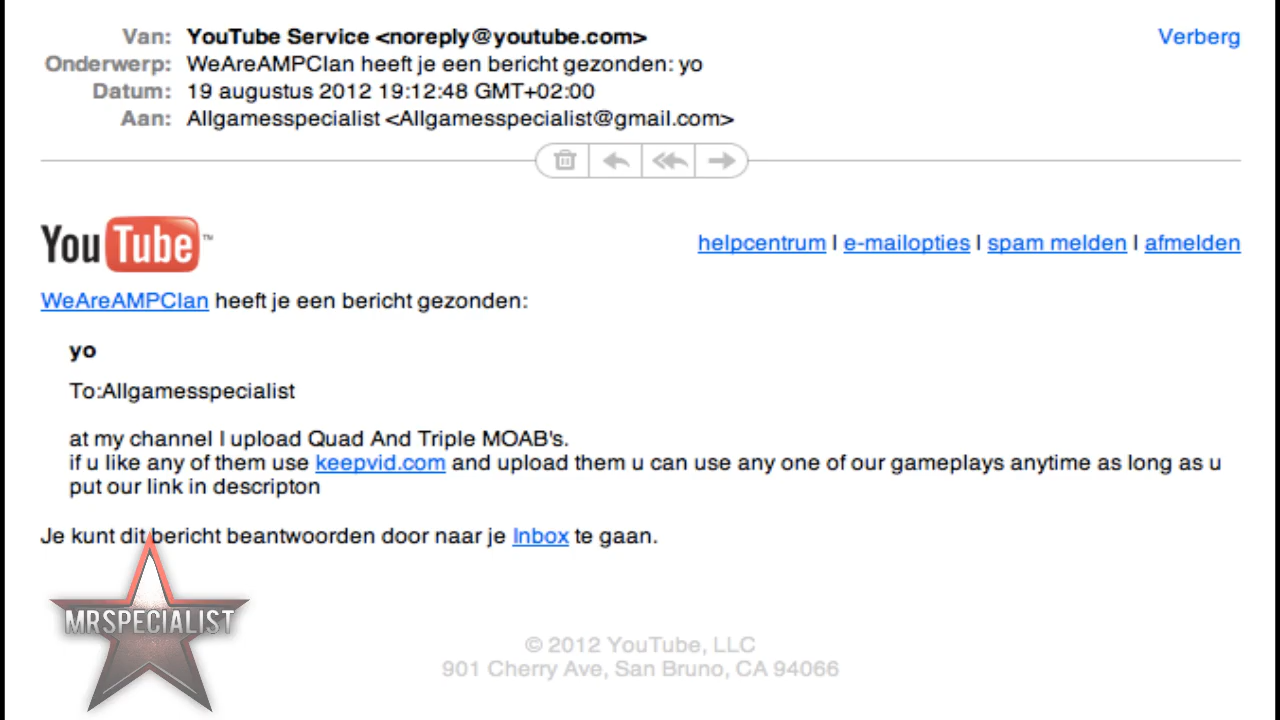 Van: YouTube Service <noreply@youtube.com> Verberg
Onderwerp: WeAreAMPClan heeft je een bericht gezonden: yo
Datum: 19 augustus 2012 19:12:48 GMT+02:00
Aan: Allgamesspecialist <Allgamesspecialist@gmail.com>
YouTube™ helpcentrum | e-mailopties | spam melden | afmelden
WeAreAMPClan heeft je een bericht gezonden:
yo
To:Allgamesspecialist
at my channel I upload Quad And Triple MOAB's.
if u like any of them use keepvid.com and upload them u can use any one of our gameplays anytime as long as u
put our link in descripton
Je kunt dit bericht beantwoorden door naar je Inbox te gaan.
MRSPECIALIST
© 2012 YouTube, LLC
901 Cherry Ave, San Bruno, CA 94066